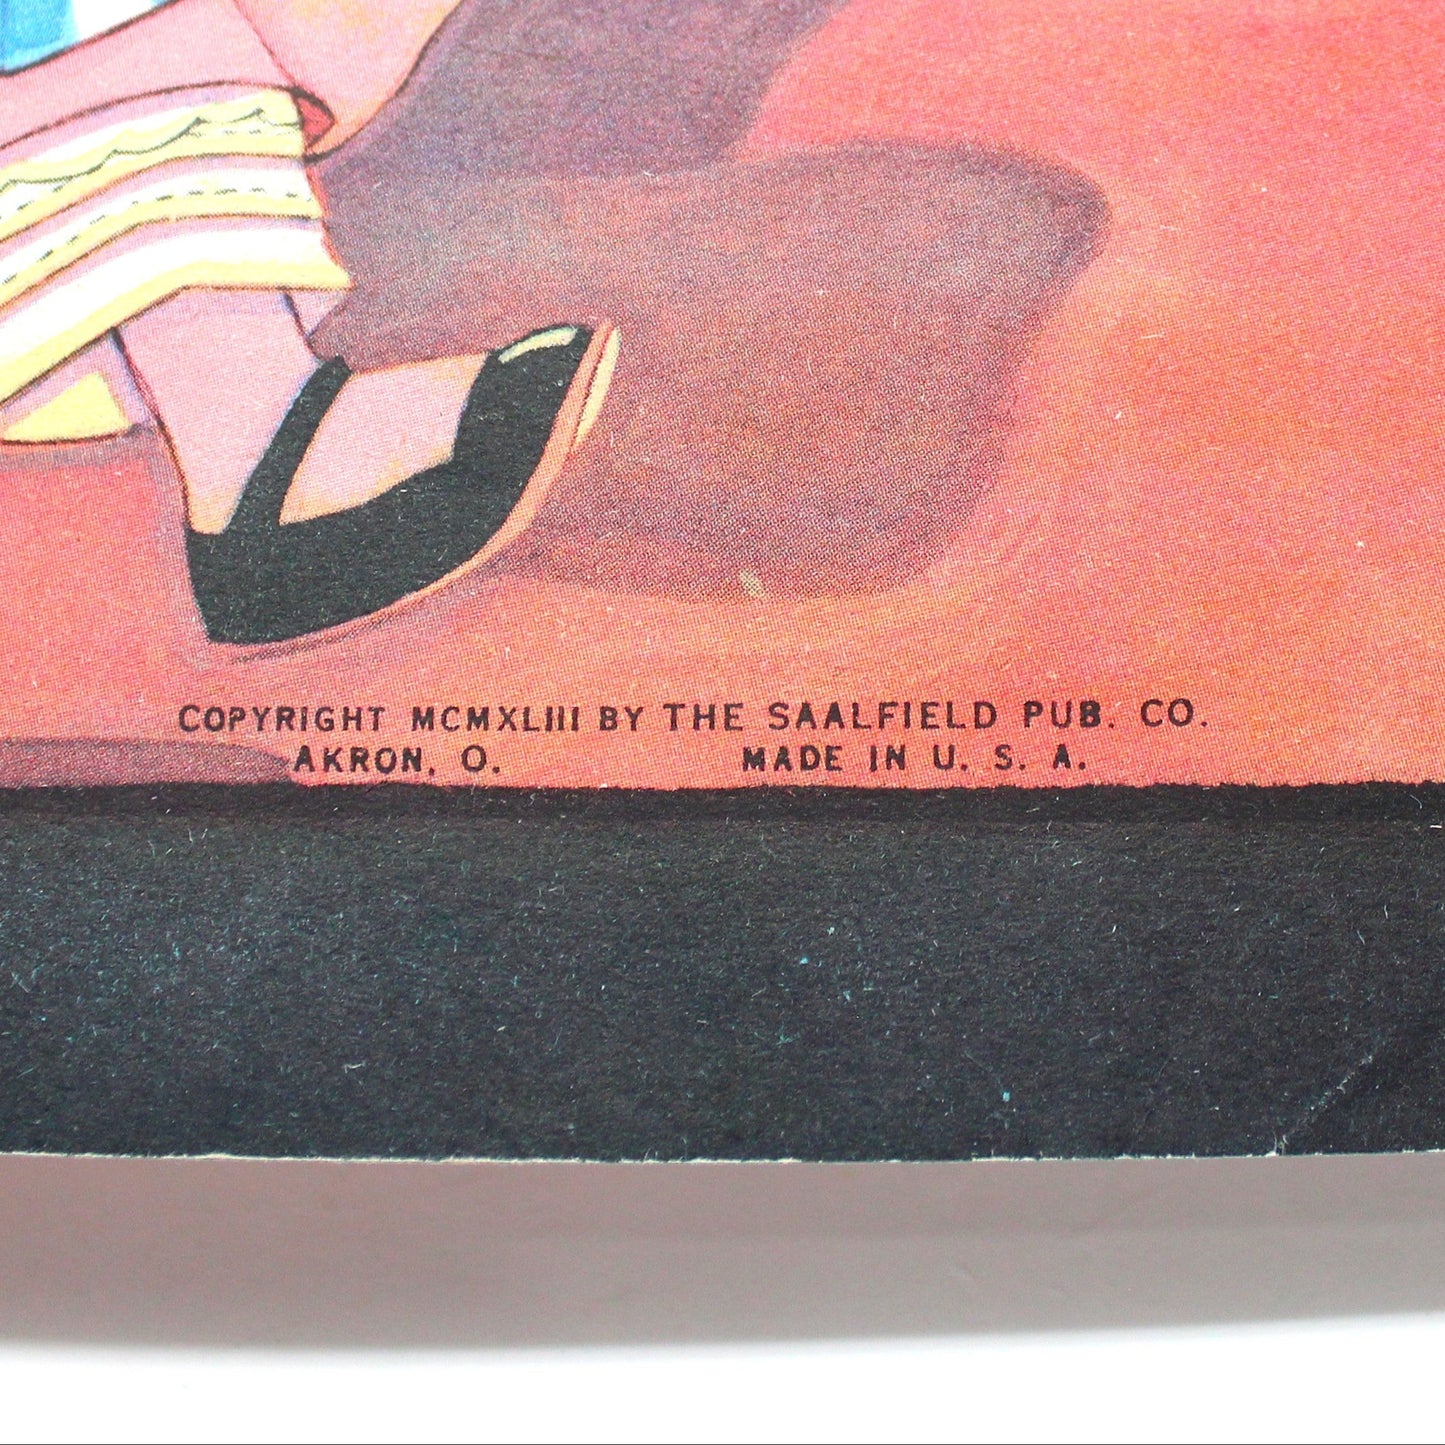 COPYRIGHT MCMXLIII BY THE SAALFIELD PUB. CO.
AKRON, O. MADE IN U. S. A.